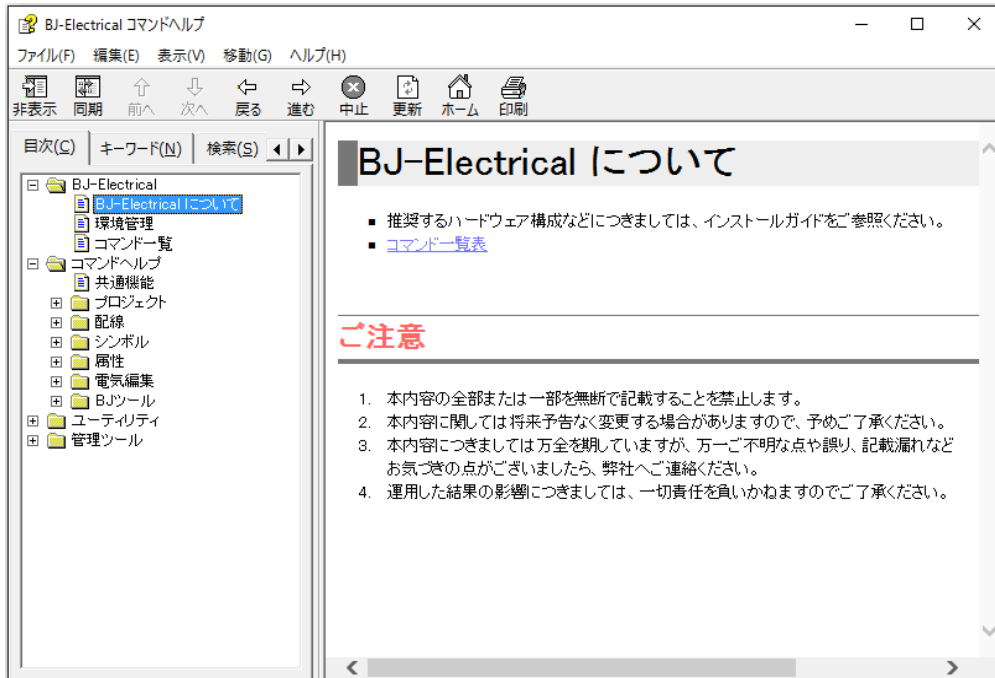 BJ-Electrical コマンドヘルプ
ファイル(F) 編集(E) 表示(V) 移動(G) ヘルプ(H)
非表示 同期 前へ 次へ 戻る 進む 中止 更新 ホーム 印刷
目次(C) キーワード(N) 検索(S)
BJ-Electrical
BJ-Electrical について
環境管理
コマンド一覧
コマンドヘルプ
共通機能
プロジェクト
配線
シンボル
属性
電気編集
BJツール
ユーティリティ
管理ツール
BJ-Electrical について
推奨するハードウェア構成などにつきましては、インストールガイドをご参照ください。
コマンド一覧表
ご注意
1. 本内容の全部または一部を無断で記載することを禁止します。
2. 本内容に関しては将来予告なく変更する場合がありますので、予めご了承ください。
3. 本内容につきましては万全を期していますが、万一ご不明な点や誤り、記載漏れなど
お気づきの点がございましたら、弊社へご連絡ください。
4. 運用した結果の影響につきましては、一切責任を負いかねますのでご了承ください。